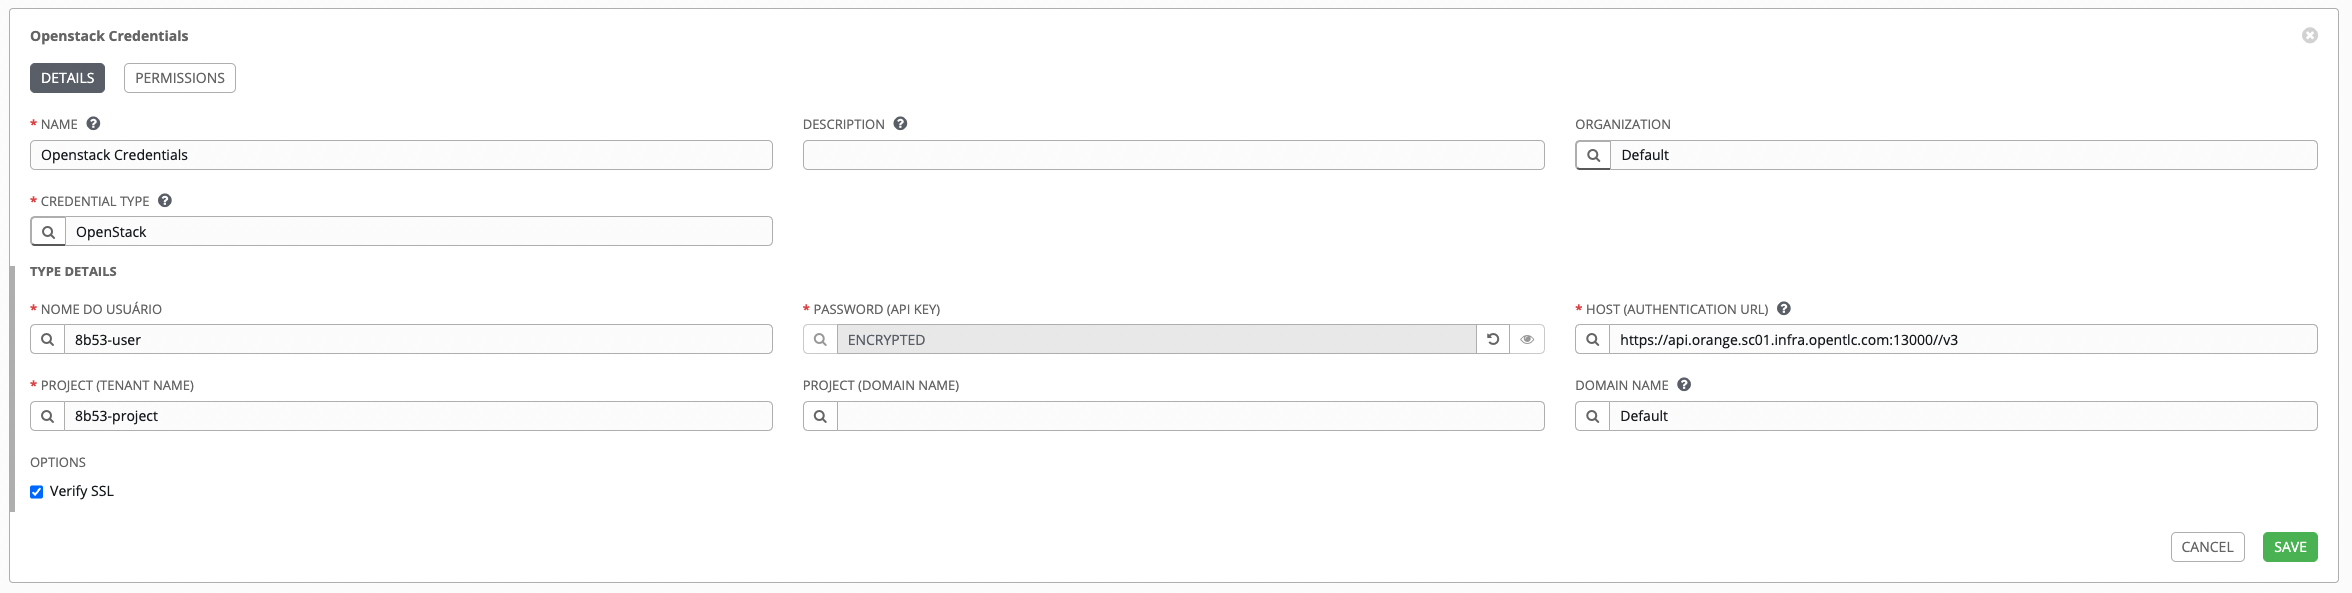 Openstack Credentials
DETAILS PERMISSIONS
* NAME DESCRIPTION ORGANIZATION
Openstack Credentials Default
* CREDENTIAL TYPE
OpenStack
TYPE DETAILS
* NOME DO USUÁRIO * PASSWORD (API KEY) * HOST (AUTHENTICATION URL)
8b53-user ENCRYPTED https://api.orange.sc01.infra.opentlc.com:13000//v3
* PROJECT (TENANT NAME) PROJECT (DOMAIN NAME) DOMAIN NAME
8b53-project Default
OPTIONS
Verify SSL
CANCEL SAVE